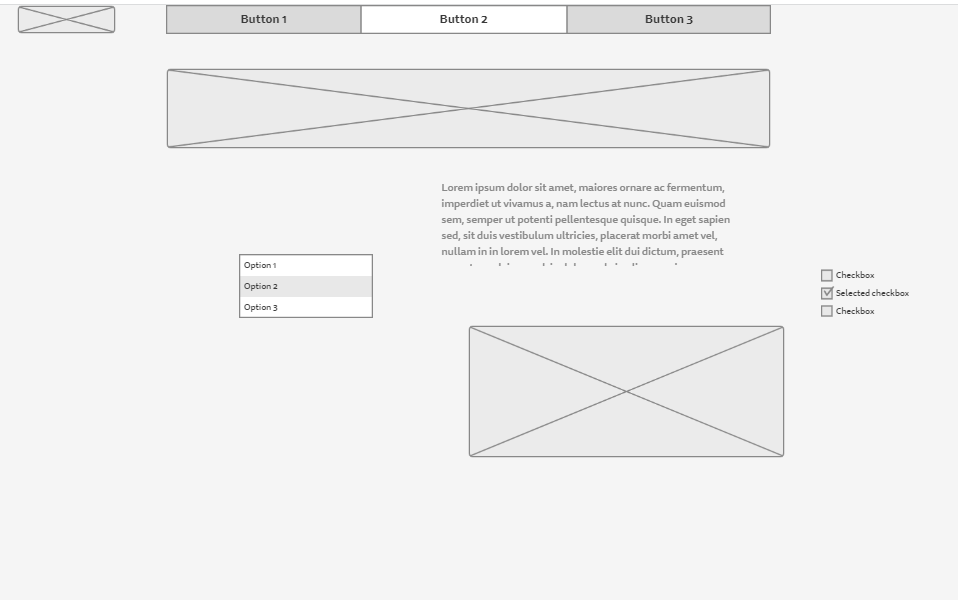 Button 1
Button 2
Button 3
Lorem ipsum dolor sit amet, maiores ornare ac fermentum,
imperdiet ut vivamus a, nam lectus at nunc. Quam euismod
sem, semper ut potenti pellentesque quisque. In eget sapien
sed, sit duis vestibulum ultricies, placerat morbi amet vel,
nullam in in lorem vel. In molestie elit dui dictum, praesent
Option 1
Option 2
Option 3
Checkbox
Selected checkbox
Checkbox